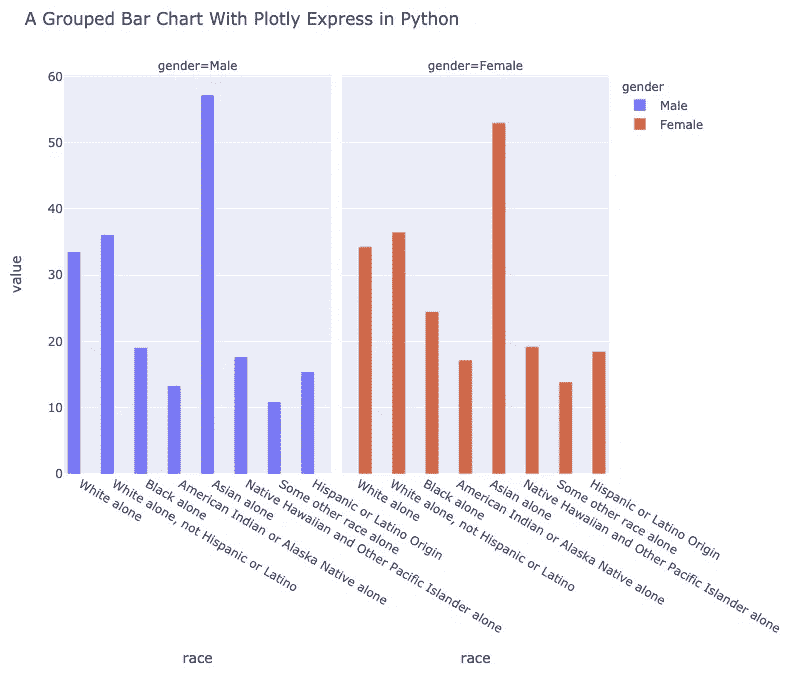 A Grouped Bar Chart With Plotly Express in Python
gender=Male
gender=Female
gender
Male
Female
value
60
50
40
30
20
10
0
White alone
White alone, not Hispanic or Latino
Black alone
American Indian or Alaska Native alone
Asian alone
Native Hawaiian and Other Pacific Islander alone
Some other race alone
Hispanic or Latino Origin
White alone
White alone, not Hispanic or Latino
Black alone
American Indian or Alaska Native alone
Asian alone
Native Hawaiian and Other Pacific Islander alone
Some other race alone
Hispanic or Latino Origin
race
race